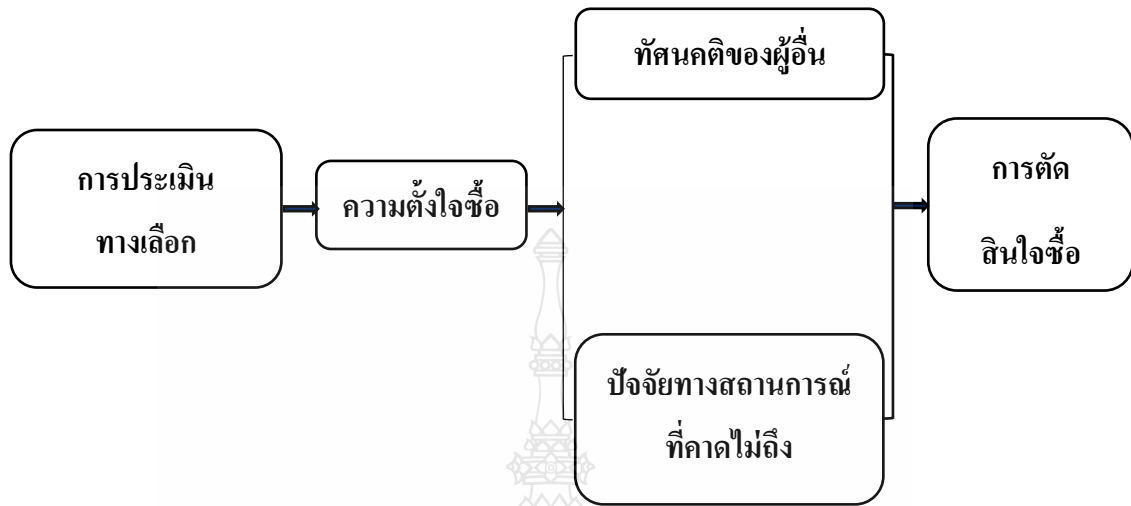 การประเมิน
ทางเลือก
ความตั้งใจซื้อ
ทัศนคติของผู้อื่น
ปัจจัยทางสถานการณ์
ที่คาดไม่ถึง
การตัด
สินใจซื้อ